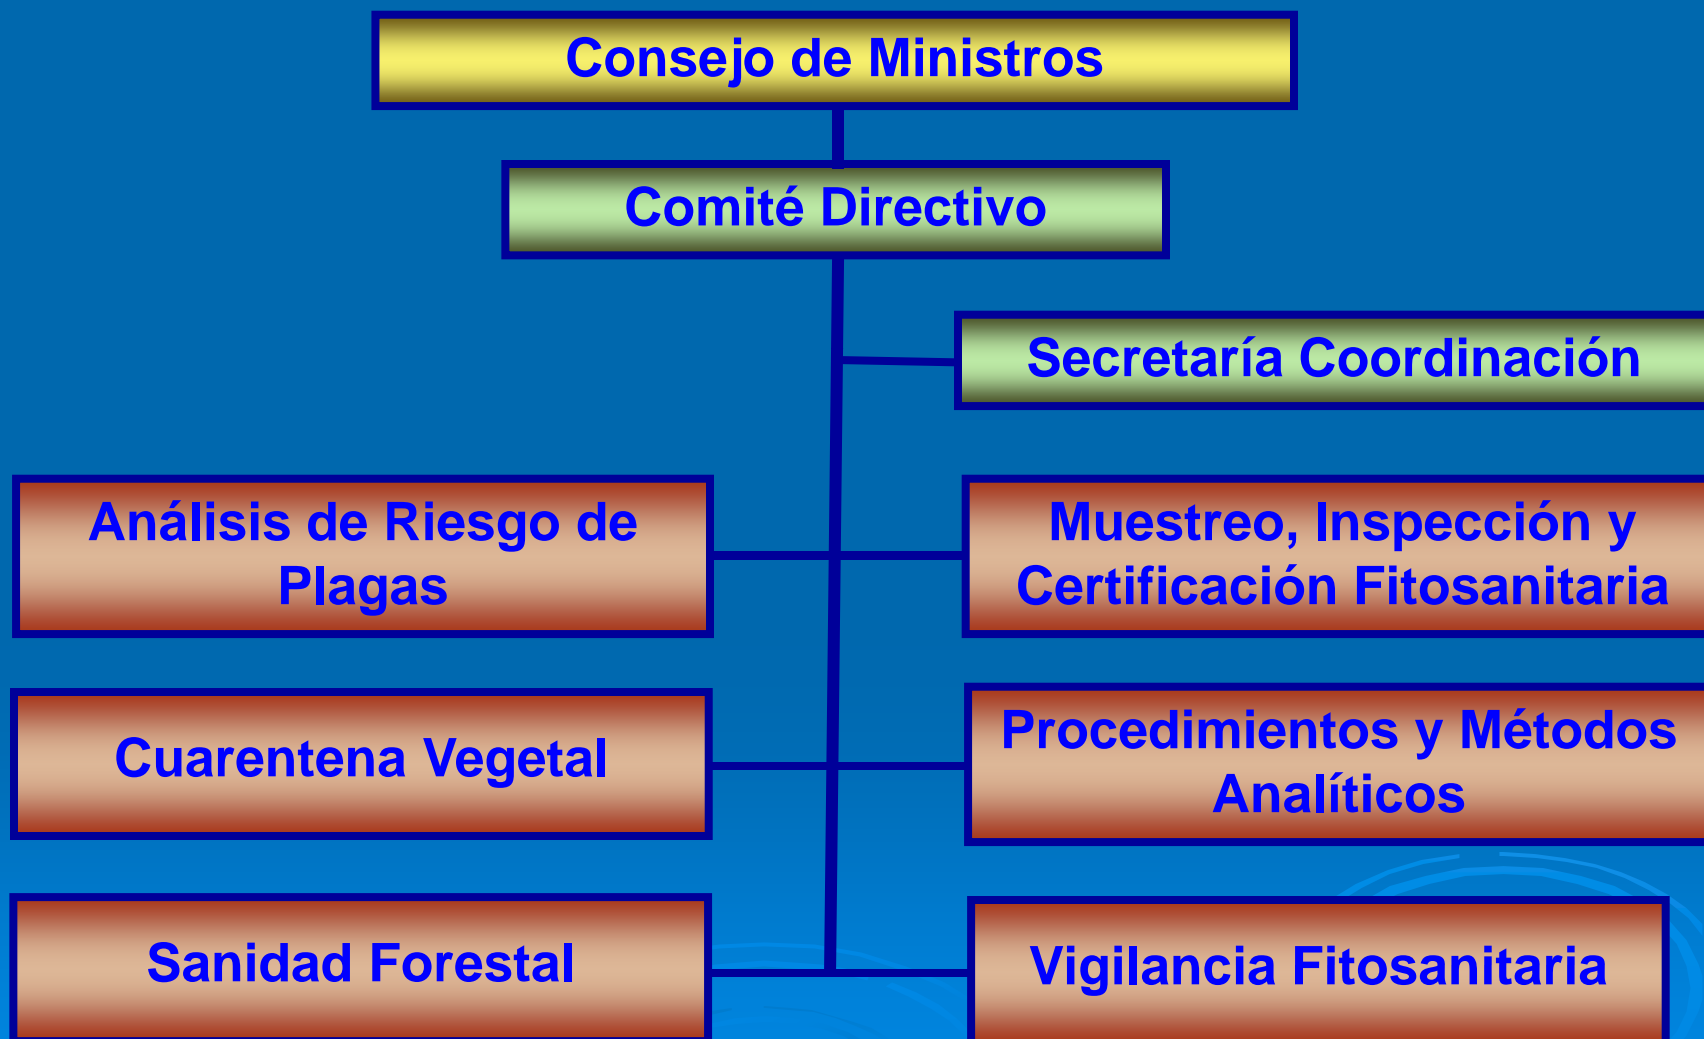 Consejo de Ministros
Comité Directivo
Secretaría Coordinación
Análisis de Riesgo de
Plagas
Muestreo, Inspección y
Certificación Fitosanitaria
Cuarentena Vegetal
Procedimientos y Métodos
Analíticos
Sanidad Forestal
Vigilancia Fitosanitaria